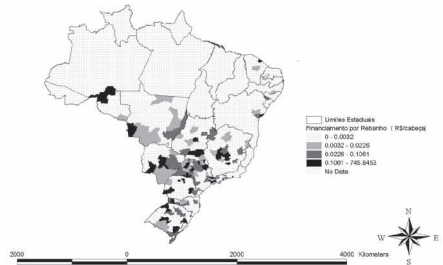 Limites Estaduais
Financiamento por Rebanho ( R$/cabeça)
0 - 0.0032
0.0032 - 0.0226
0.0226 - 0.1061
0.1061 - 745.6453
No Data
N
W E
S
2000 0 2000 4000 Kilometers